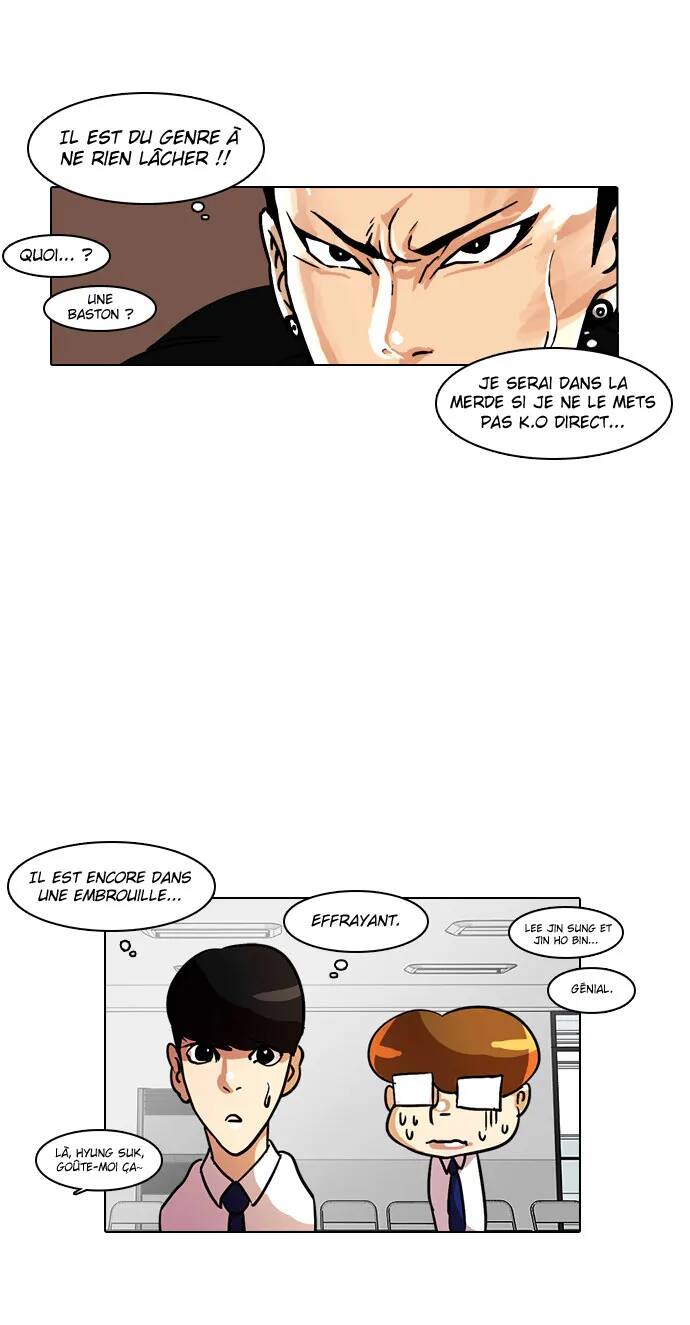 IL EST DU GENRE À
NE RIEN LÂCHER !!
QUOI... ?
UNE
BASTON ?
JE SERAI DANS LA
MERDE SI JE NE LE METS
PAS K.O DIRECT...
IL EST ENCORE DANS
UNE EMBROUILLE...
EFFRAYANT.
LEE JIN SUNG ET
JIN HO BIN...
GÉNIAL.
LÀ, HYUNG SUK,
GOÛTE-MOI ÇA~